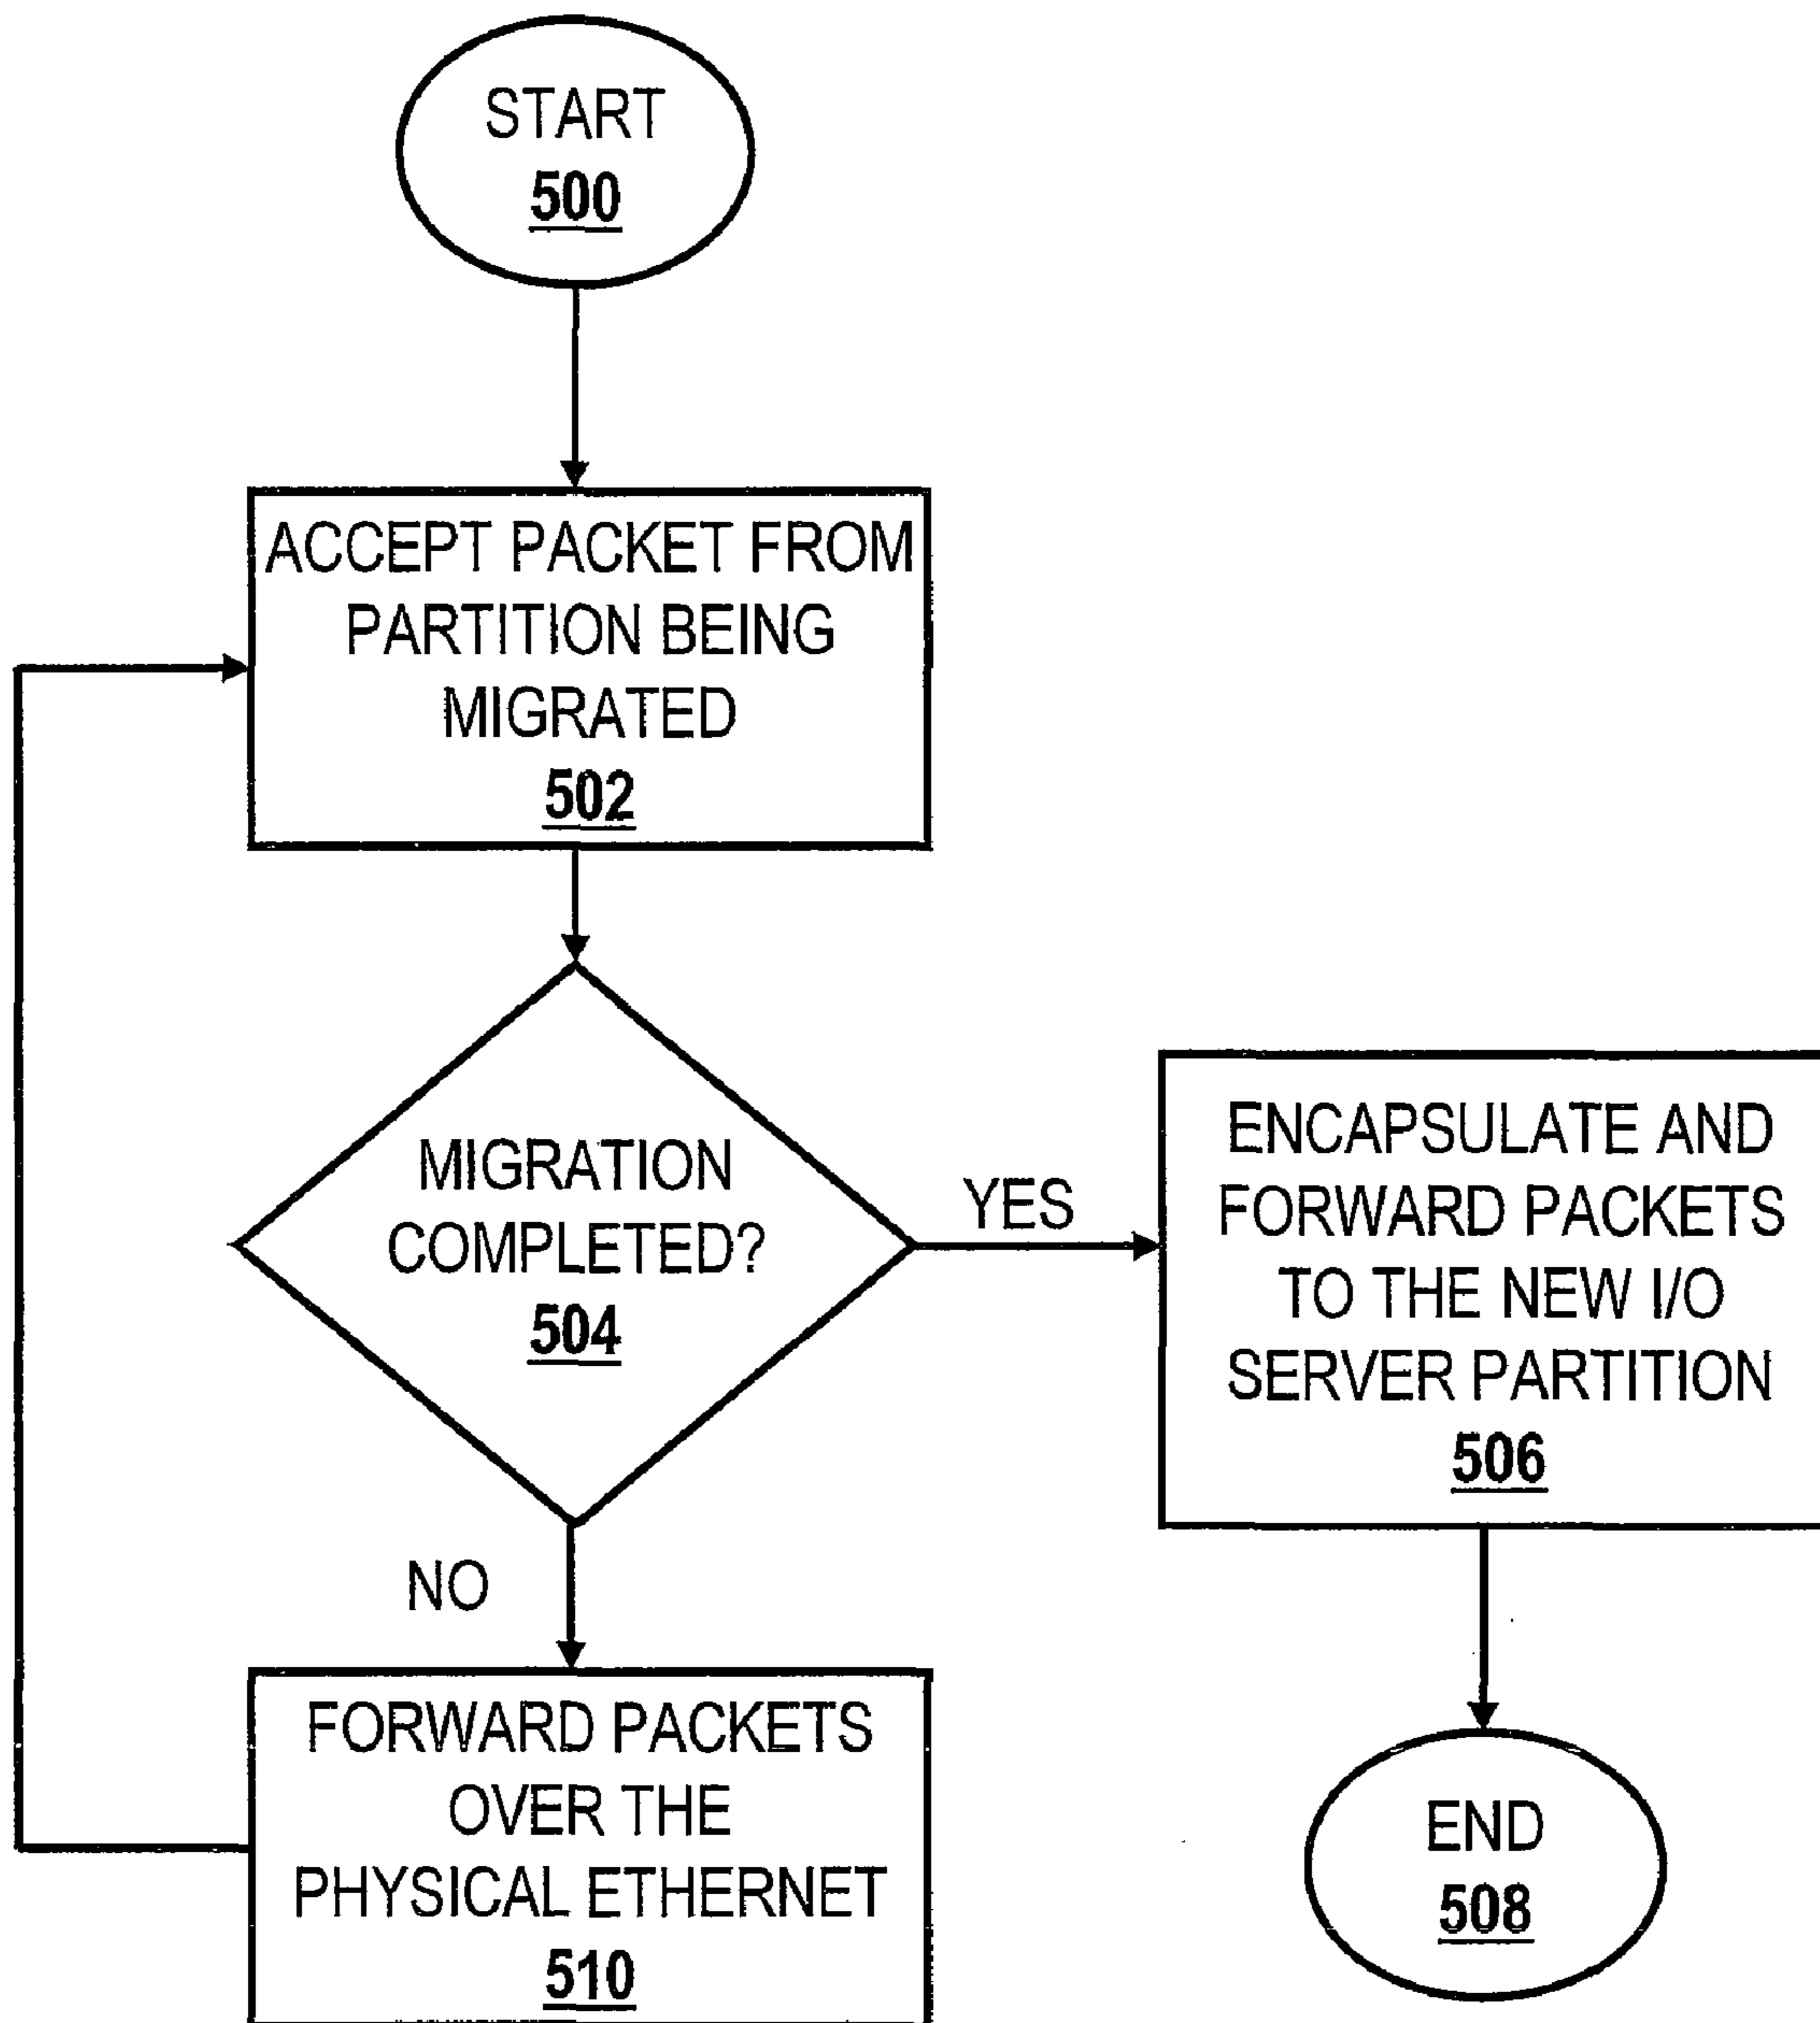 START
500
ACCEPT PACKET FROM
PARTITION BEING
MIGRATED
502
MIGRATION
COMPLETED?
504
YES
ENCAPSULATE AND
FORWARD PACKETS
TO THE NEW I/O
SERVER PARTITION
506
NO
FORWARD PACKETS
OVER THE
PHYSICAL ETHERNET
510
END
508